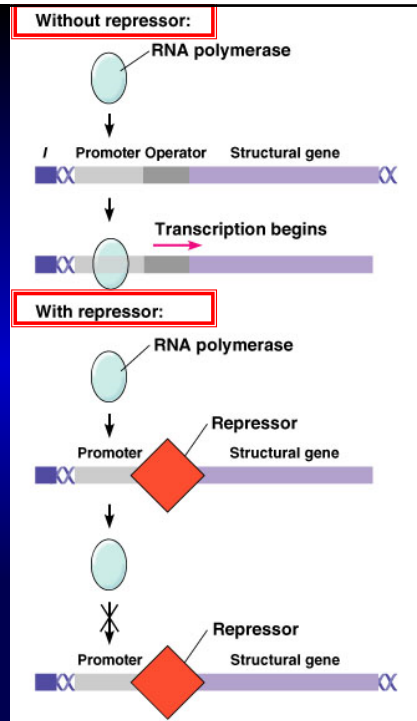 Without repressor:
RNA polymerase
I Promoter Operator Structural gene
Transcription begins
With repressor:
RNA polymerase
Repressor
Promoter Structural gene
Repressor
Promoter Structural gene